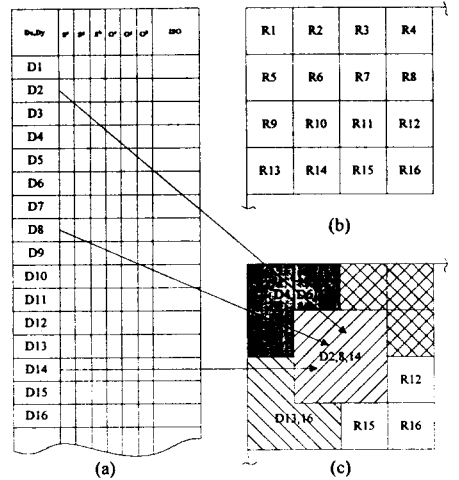 ISO
D1
D2
D3
D4
D5
D6
D7
D8
D9
D10
D11
D12
D13
D14
D15
D16
(a)
R1 R2 R3 R4
R5 R6 R7 R8
R9 R10 R11 R12
R13 R14 R15 R16
(b)
D2,8,14
R12
D13,16 R15 R16
(c)